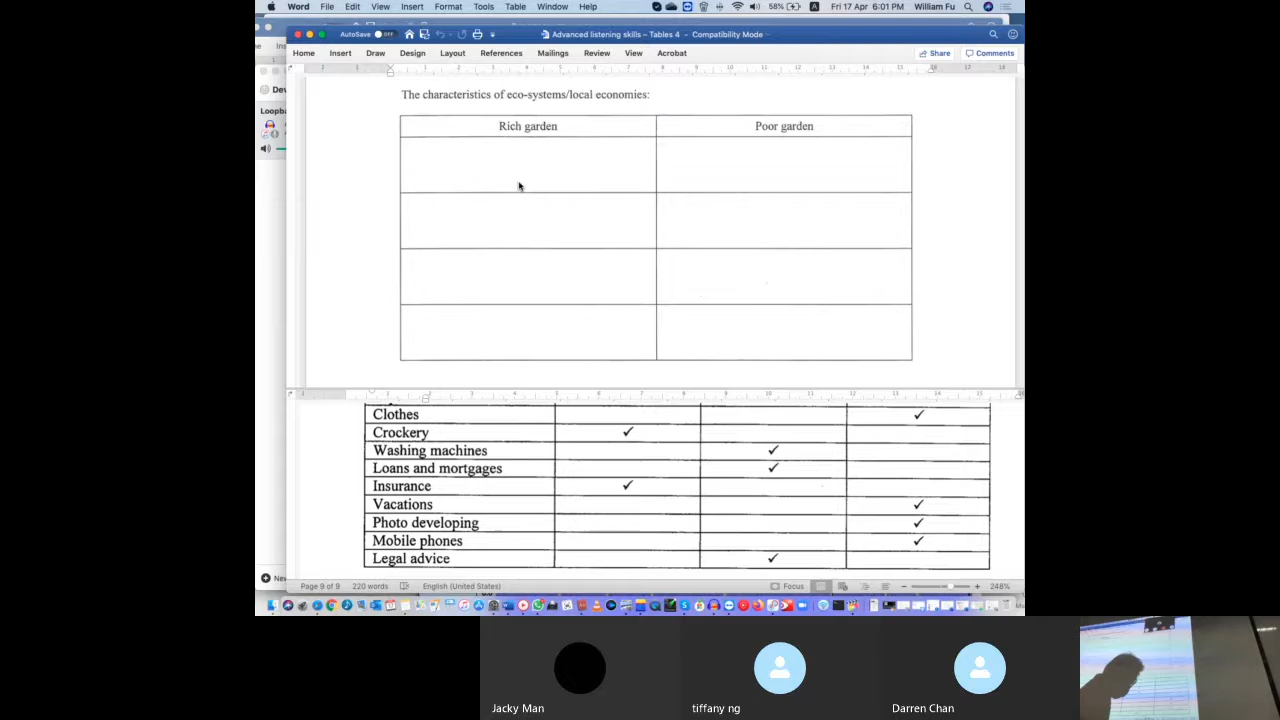 Word File Edit View Insert Format Tools Table Window Help 58% Fri 17 Apr 6:01 PM William Fu
AutoSave OFF Advanced listening skills – Tables 4 - Compatibility Mode
Home Insert Draw Design Layout References Mailings Review View Acrobat Share Comments
The characteristics of eco-systems/local economies:
Rich garden Poor garden
Clothes ✓
Crockery ✓
Washing machines ✓
Loans and mortgages ✓
Insurance ✓
Vacations ✓
Photo developing ✓
Mobile phones ✓
Legal advice ✓
Page 9 of 9 220 words English (United States) Focus 248%
Jacky Man tiffany ng Darren Chan